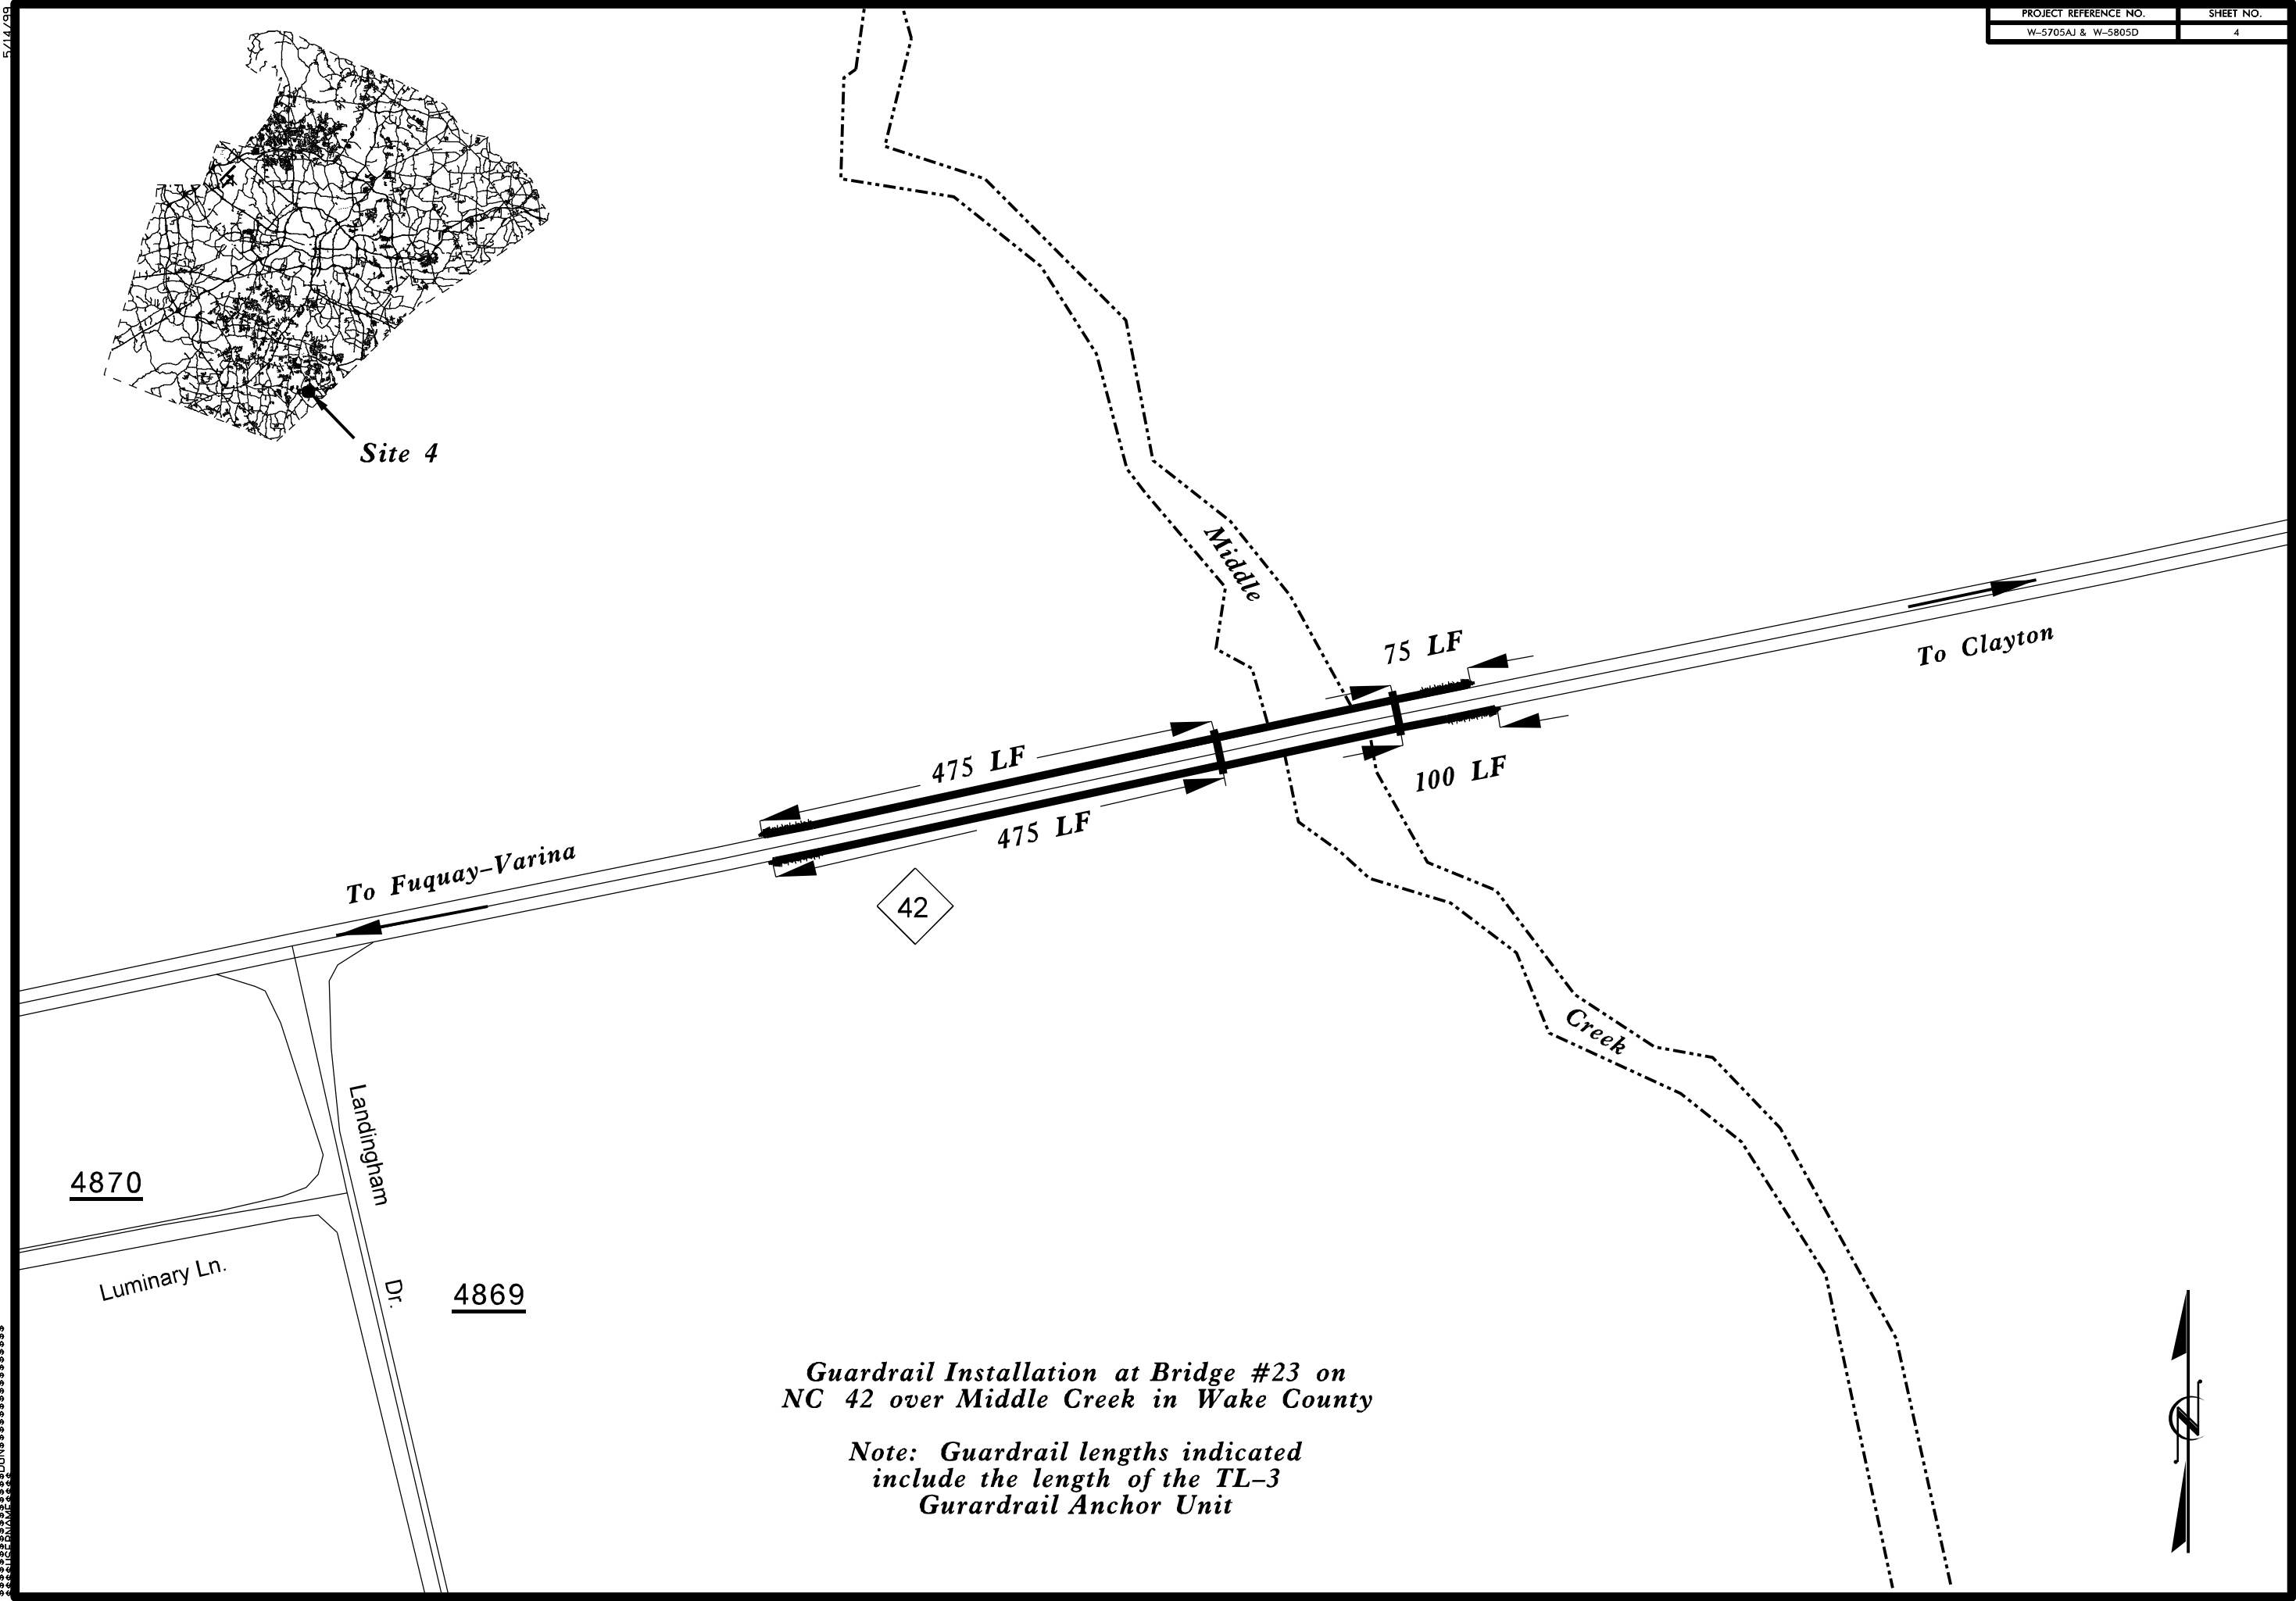 5/14/99
PROJECT REFERENCE NO. SHEET NO.
W–5705AJ & W–5805D 4
Site 4
Middle
75 LF
To Clayton
475 LF
100 LF
475 LF
To Fuquay–Varina
42
Creek
Landingham
4870
Luminary Ln.
Dr.
4869
Guardrail Installation at Bridge #23 on
NC 42 over Middle Creek in Wake County
Note: Guardrail lengths indicated
include the length of the TL–3
Gurardrail Anchor Unit
N